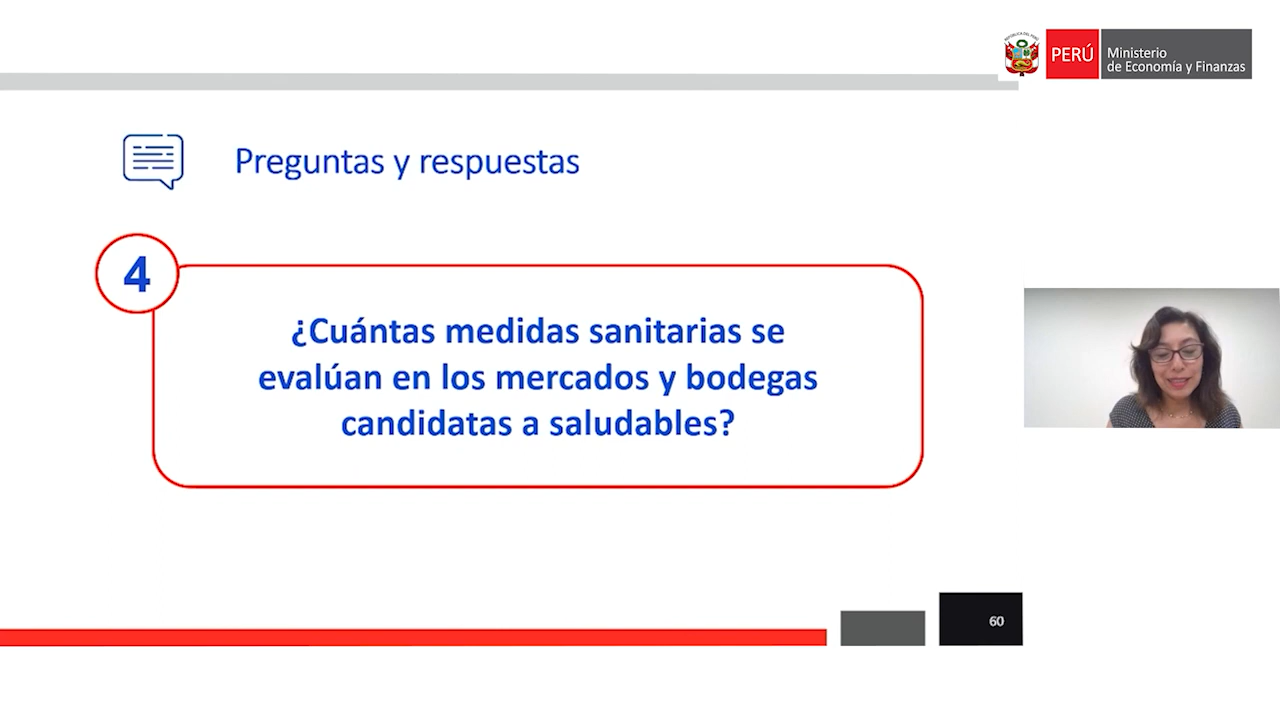 PERÚ
Ministerio
de Economía y Finanzas
Preguntas y respuestas
4
¿Cuántas medidas sanitarias se
evalúan en los mercados y bodegas
candidatas a saludables?
60